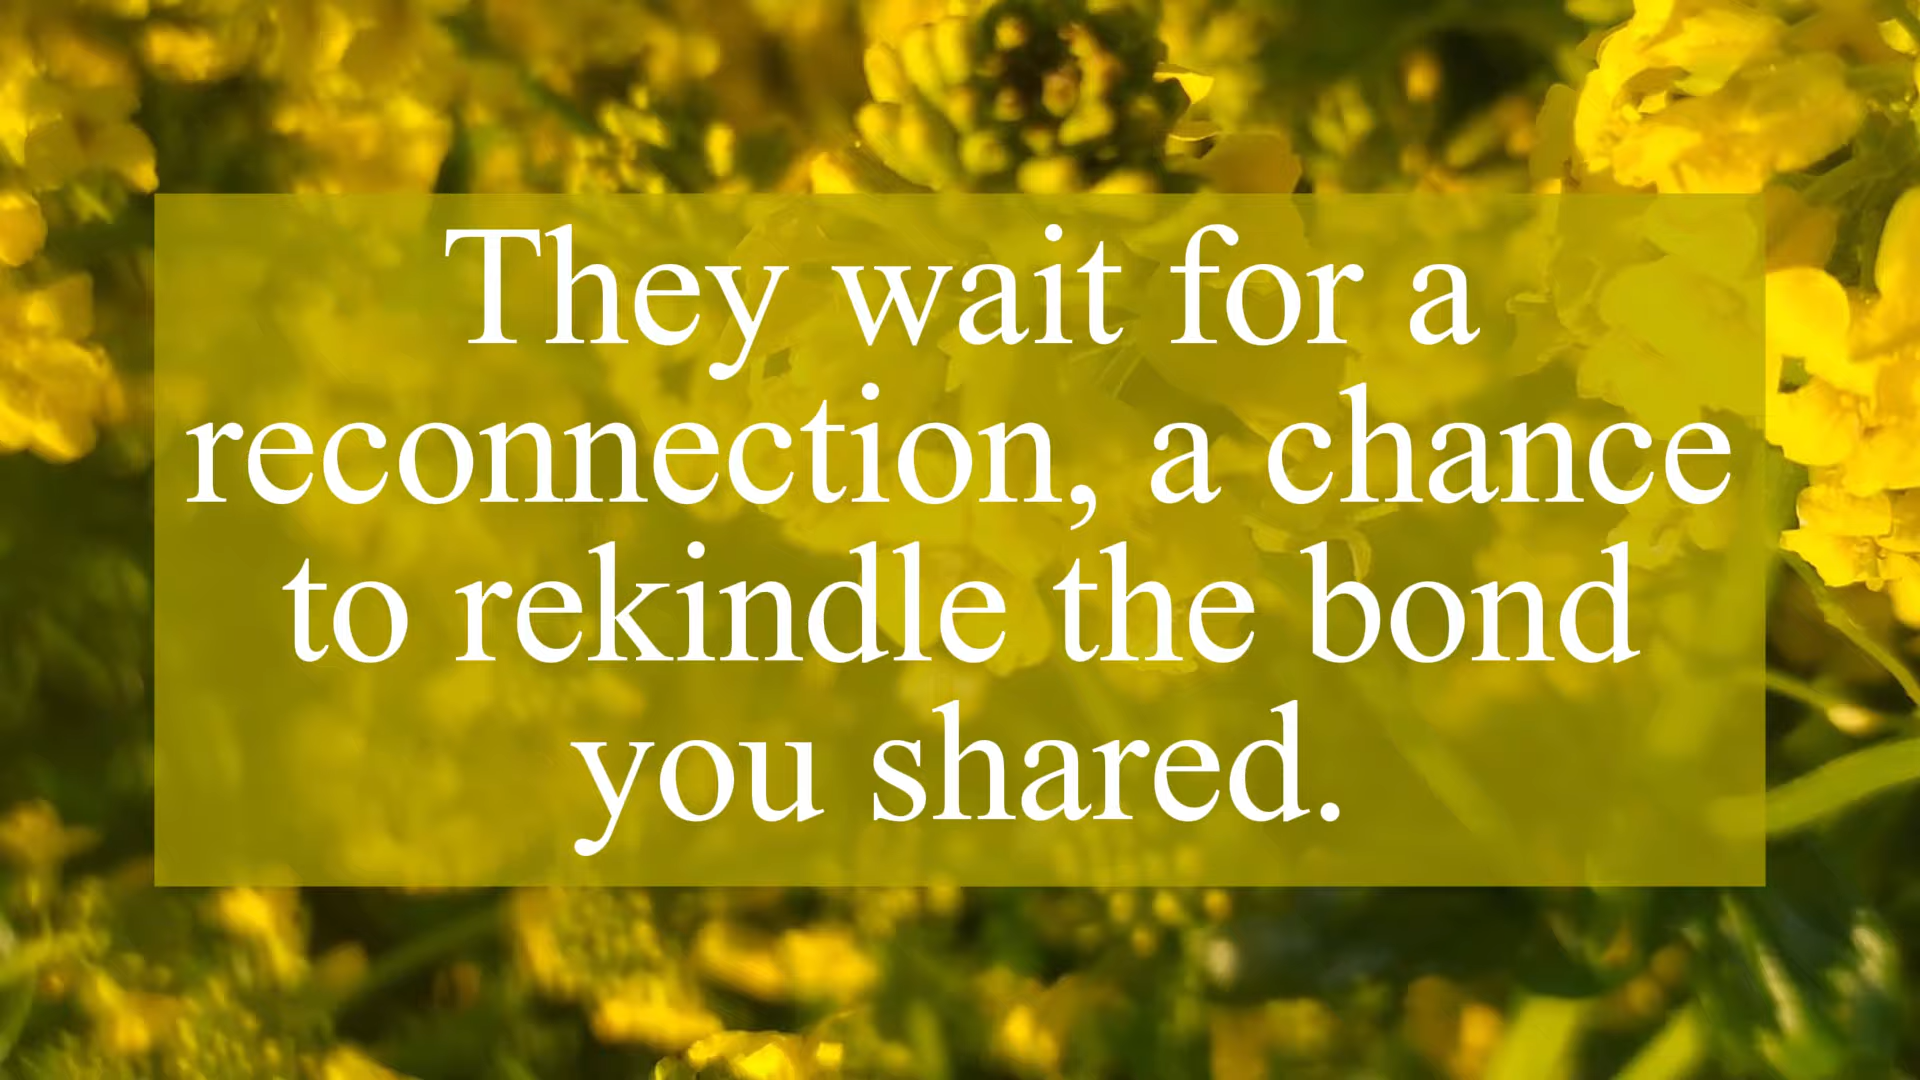 They wait for a
reconnection, a chance
to rekindle the bond
you shared.